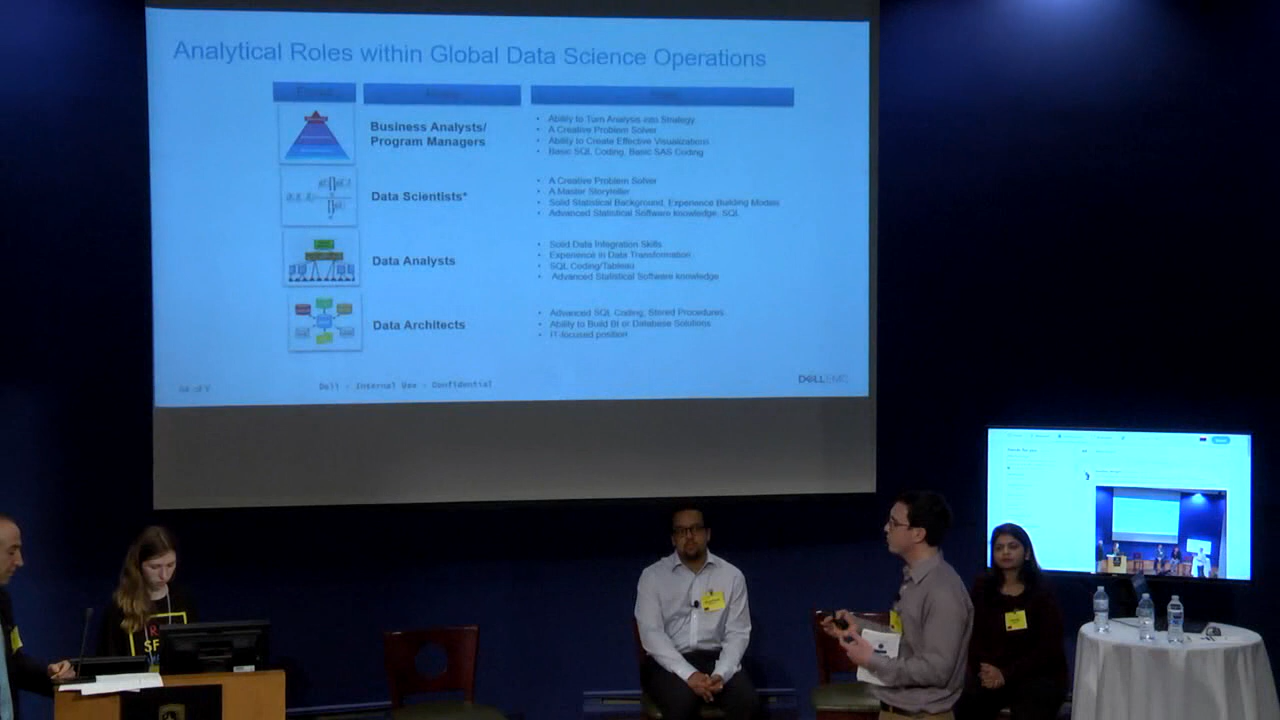 Analytical Roles within Global Data Science Operations
Business Analysts/
Program Managers
• Ability to Turn Analysis into Strategy
• A Creative Problem Solver
• Ability to Create Effective Visualizations
• Basic SQL Coding, Basic SAS Coding
Data Scientists*
• A Creative Problem Solver
• A Master Storyteller
• Solid Statistical Background, Experience Building Models
• Advanced Statistical Software knowledge, SQL
Data Analysts
• Solid Data Integration Skills
• Experience in Data Transformation
• SQL Coding/Tableau
• Advanced Statistical Software knowledge
Data Architects
• Advanced SQL Coding, Stored Procedures
• Ability to Build BI or Database Solutions
• IT-focused position
Dell - Internal Use - Confidential
DELLEMC